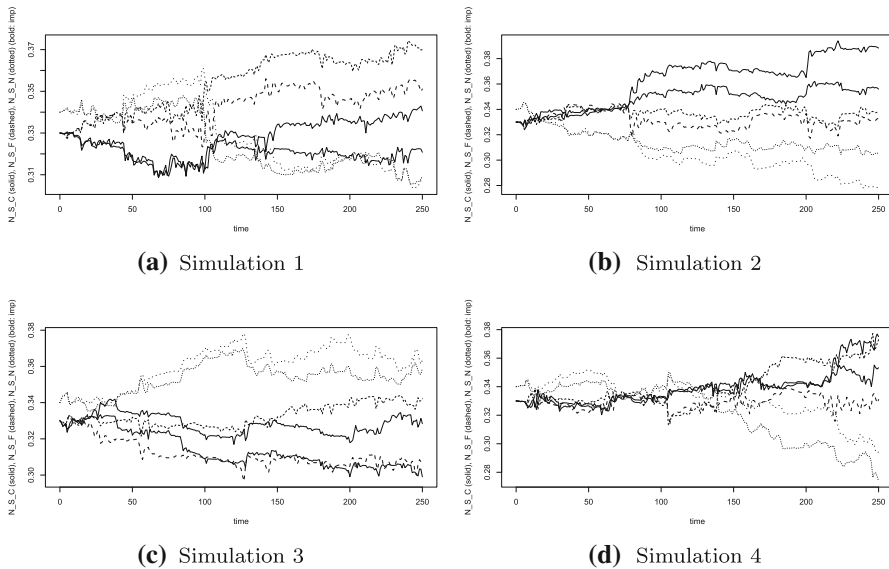 N_S_C (solid), N_S_F (dashed), N_S_N (dotted) (bold: imp)
0.31 0.33 0.35 0.37
0 50 100 150 200 250
time
(a) Simulation 1
N_S_C (solid), N_S_F (dashed), N_S_N (dotted) (bold: imp)
0.28 0.30 0.32 0.34 0.36 0.38
0 50 100 150 200 250
time
(b) Simulation 2
N_S_C (solid), N_S_F (dashed), N_S_N (dotted) (bold: imp)
0.30 0.32 0.34 0.36 0.38
0 50 100 150 200 250
time
(c) Simulation 3
N_S_C (solid), N_S_F (dashed), N_S_N (dotted) (bold: imp)
0.28 0.30 0.32 0.34 0.36 0.38
0 50 100 150 200 250
time
(d) Simulation 4